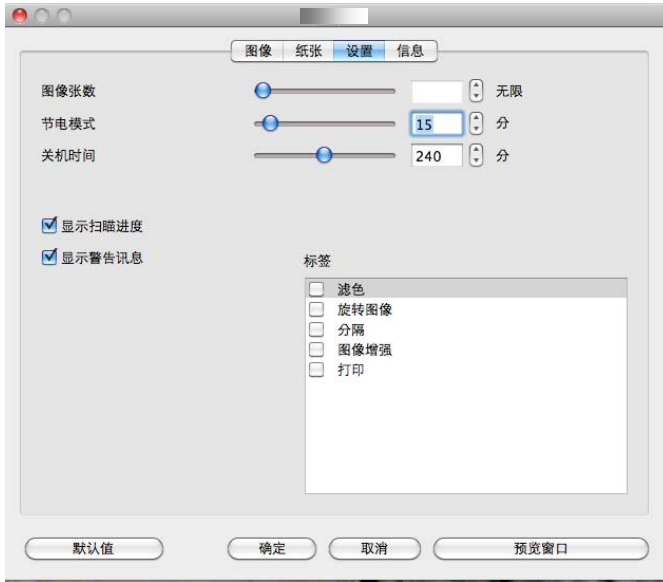 图像 纸张 设置 信息
图像张数 无限
节电模式 15 分
关机时间 240 分
显示扫瞄进度
显示警告讯息
标签
滤色
旋转图像
分隔
图像增强
打印
默认值 确定 取消 预览窗口